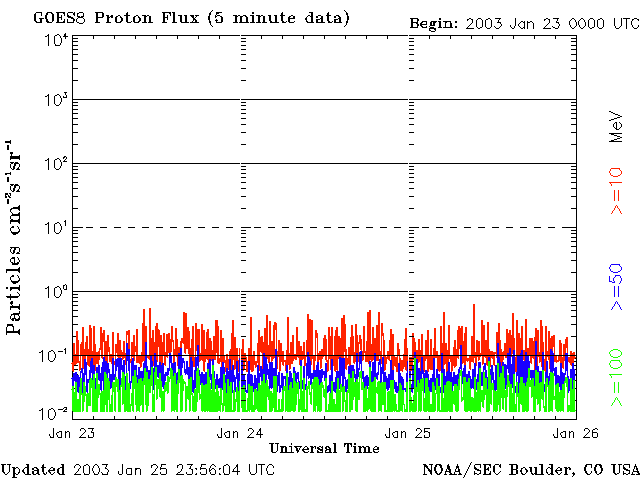 GOES8 Proton Flux (5 minute data)
Begin: 2003 Jan 23 0000 UTC
10⁴
10³
10²
10¹
10⁰
10⁻¹
10⁻²
Particles cm⁻²s⁻¹sr⁻¹
MeV
>=10
>=50
>=100
Jan 23
Jan 24
Jan 25
Jan 26
Universal Time
Updated 2003 Jan 25 23:56:04 UTC
NOAA/SEC Boulder, CO USA